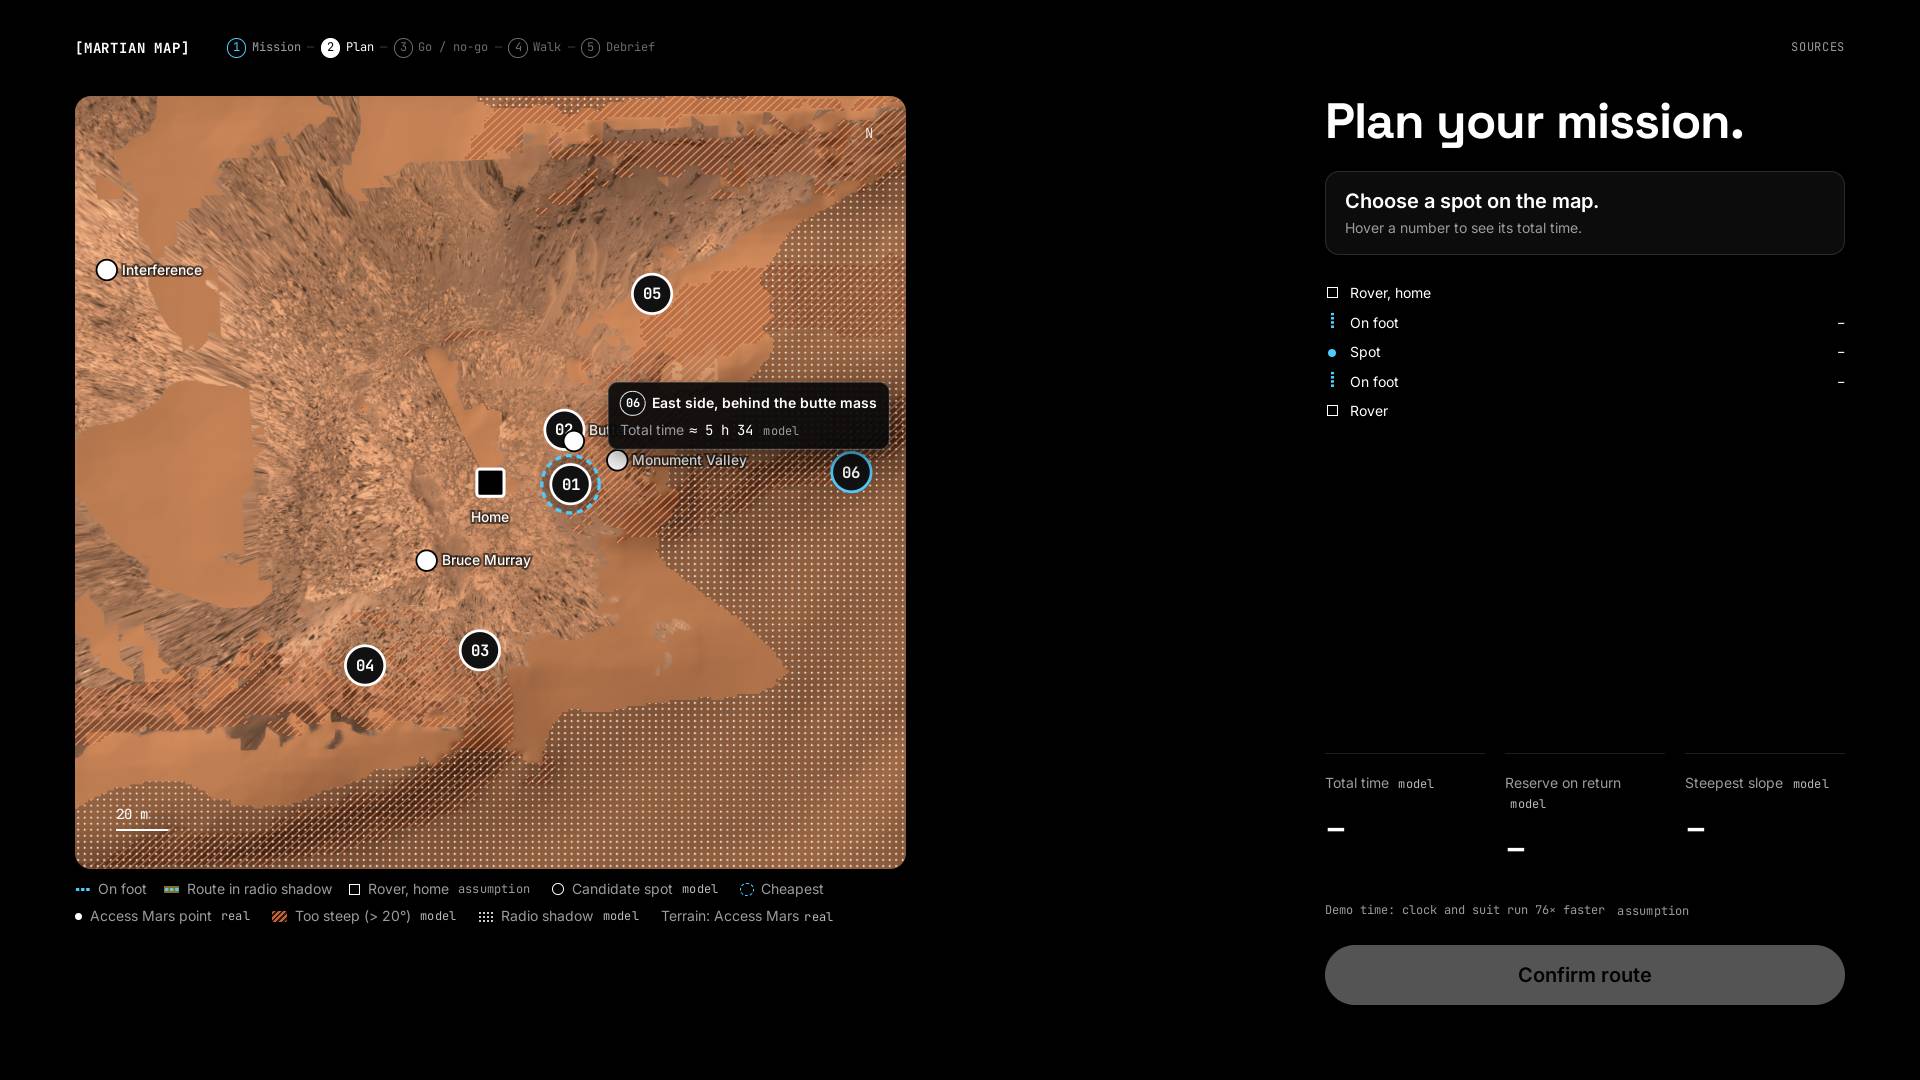 [MARTIAN MAP] 1 Mission – 2 Plan – 3 Go / no-go – 4 Walk – 5 Debrief
SOURCES
N
Interference
05
06 East side, behind the butte mass
Total time ≈ 5 h 34 model
02
Monument Valley
06
01
Home
Bruce Murray
03
04
20 m
On foot Route in radio shadow Rover, home assumption Candidate spot model Cheapest
Access Mars point real Too steep (> 20°) model Radio shadow model Terrain: Access Mars real
Plan your mission.
Choose a spot on the map.
Hover a number to see its total time.
Rover, home
On foot –
Spot –
On foot –
Rover
Total time model
–
Reserve on return
model
–
Steepest slope model
–
Demo time: clock and suit run 76× faster assumption
Confirm route